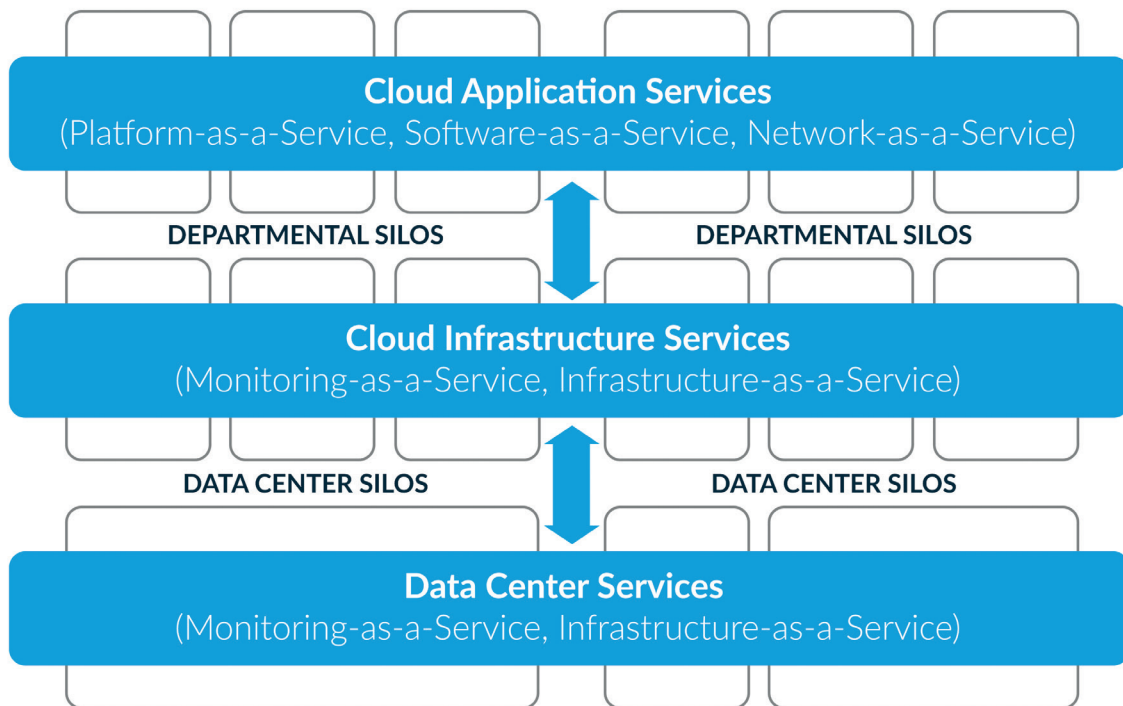 Cloud Application Services
(Platform-as-a-Service, Software-as-a-Service, Network-as-a-Service)
DEPARTMENTAL SILOS
DEPARTMENTAL SILOS
Cloud Infrastructure Services
(Monitoring-as-a-Service, Infrastructure-as-a-Service)
DATA CENTER SILOS
DATA CENTER SILOS
Data Center Services
(Monitoring-as-a-Service, Infrastructure-as-a-Service)